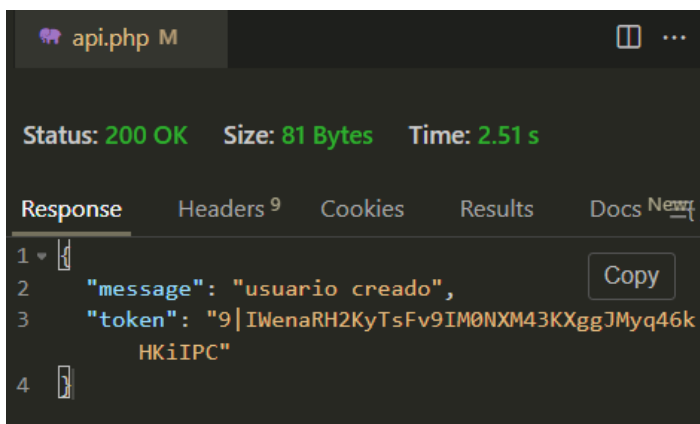 api.php M
Status: 200 OK Size: 81 Bytes Time: 2.51 s
Response Headers 9 Cookies Results Docs New
1 {
Copy
2 "message": "usuario creado",
3 "token": "9|IWenaRH2KyTsFv9IM0NXM43KXggJMyq46k
HKiIPC"
4 }